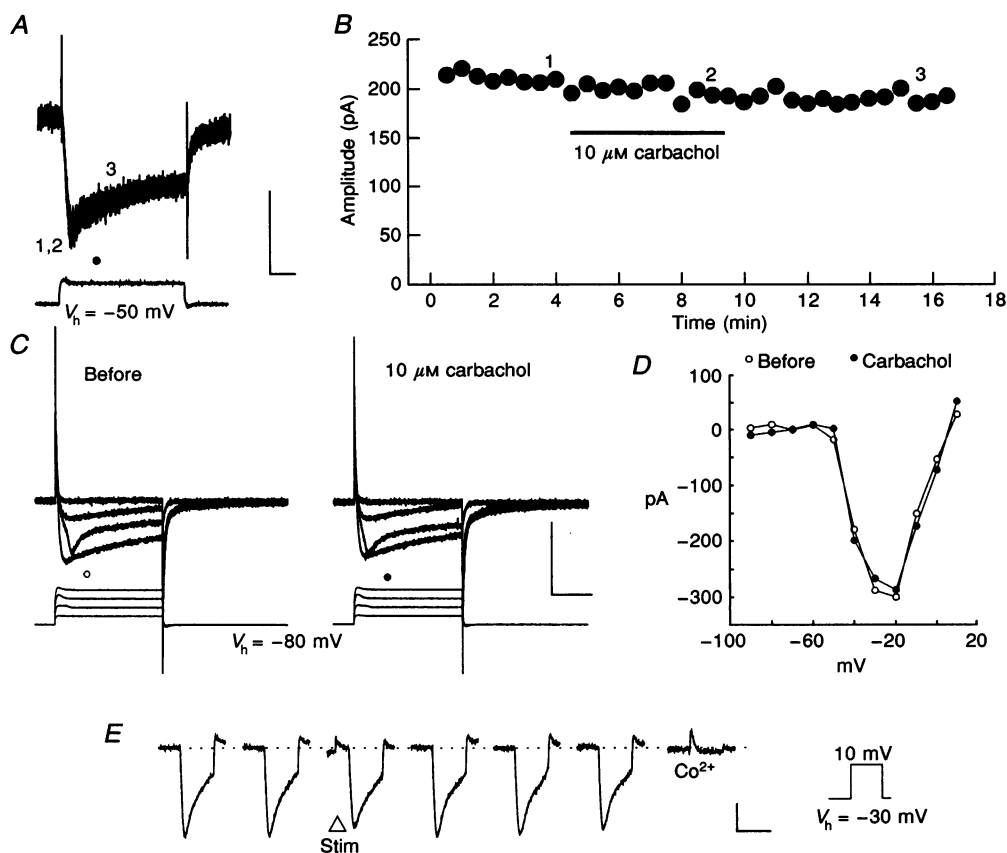 A
3
1,2
Vh = −50 mV
B
250
200
150
100
50
0
Amplitude (pA)
1
2
3
10 μM carbachol
0 2 4 6 8 10 12 14 16 18
Time (min)
C
Before
10 μM carbachol
Vh = −80 mV
D
Before
Carbachol
100
0
−100
−200
−300
pA
−100 −60 −20 20
mV
E
Stim
Co2+
10 mV
Vh = −30 mV